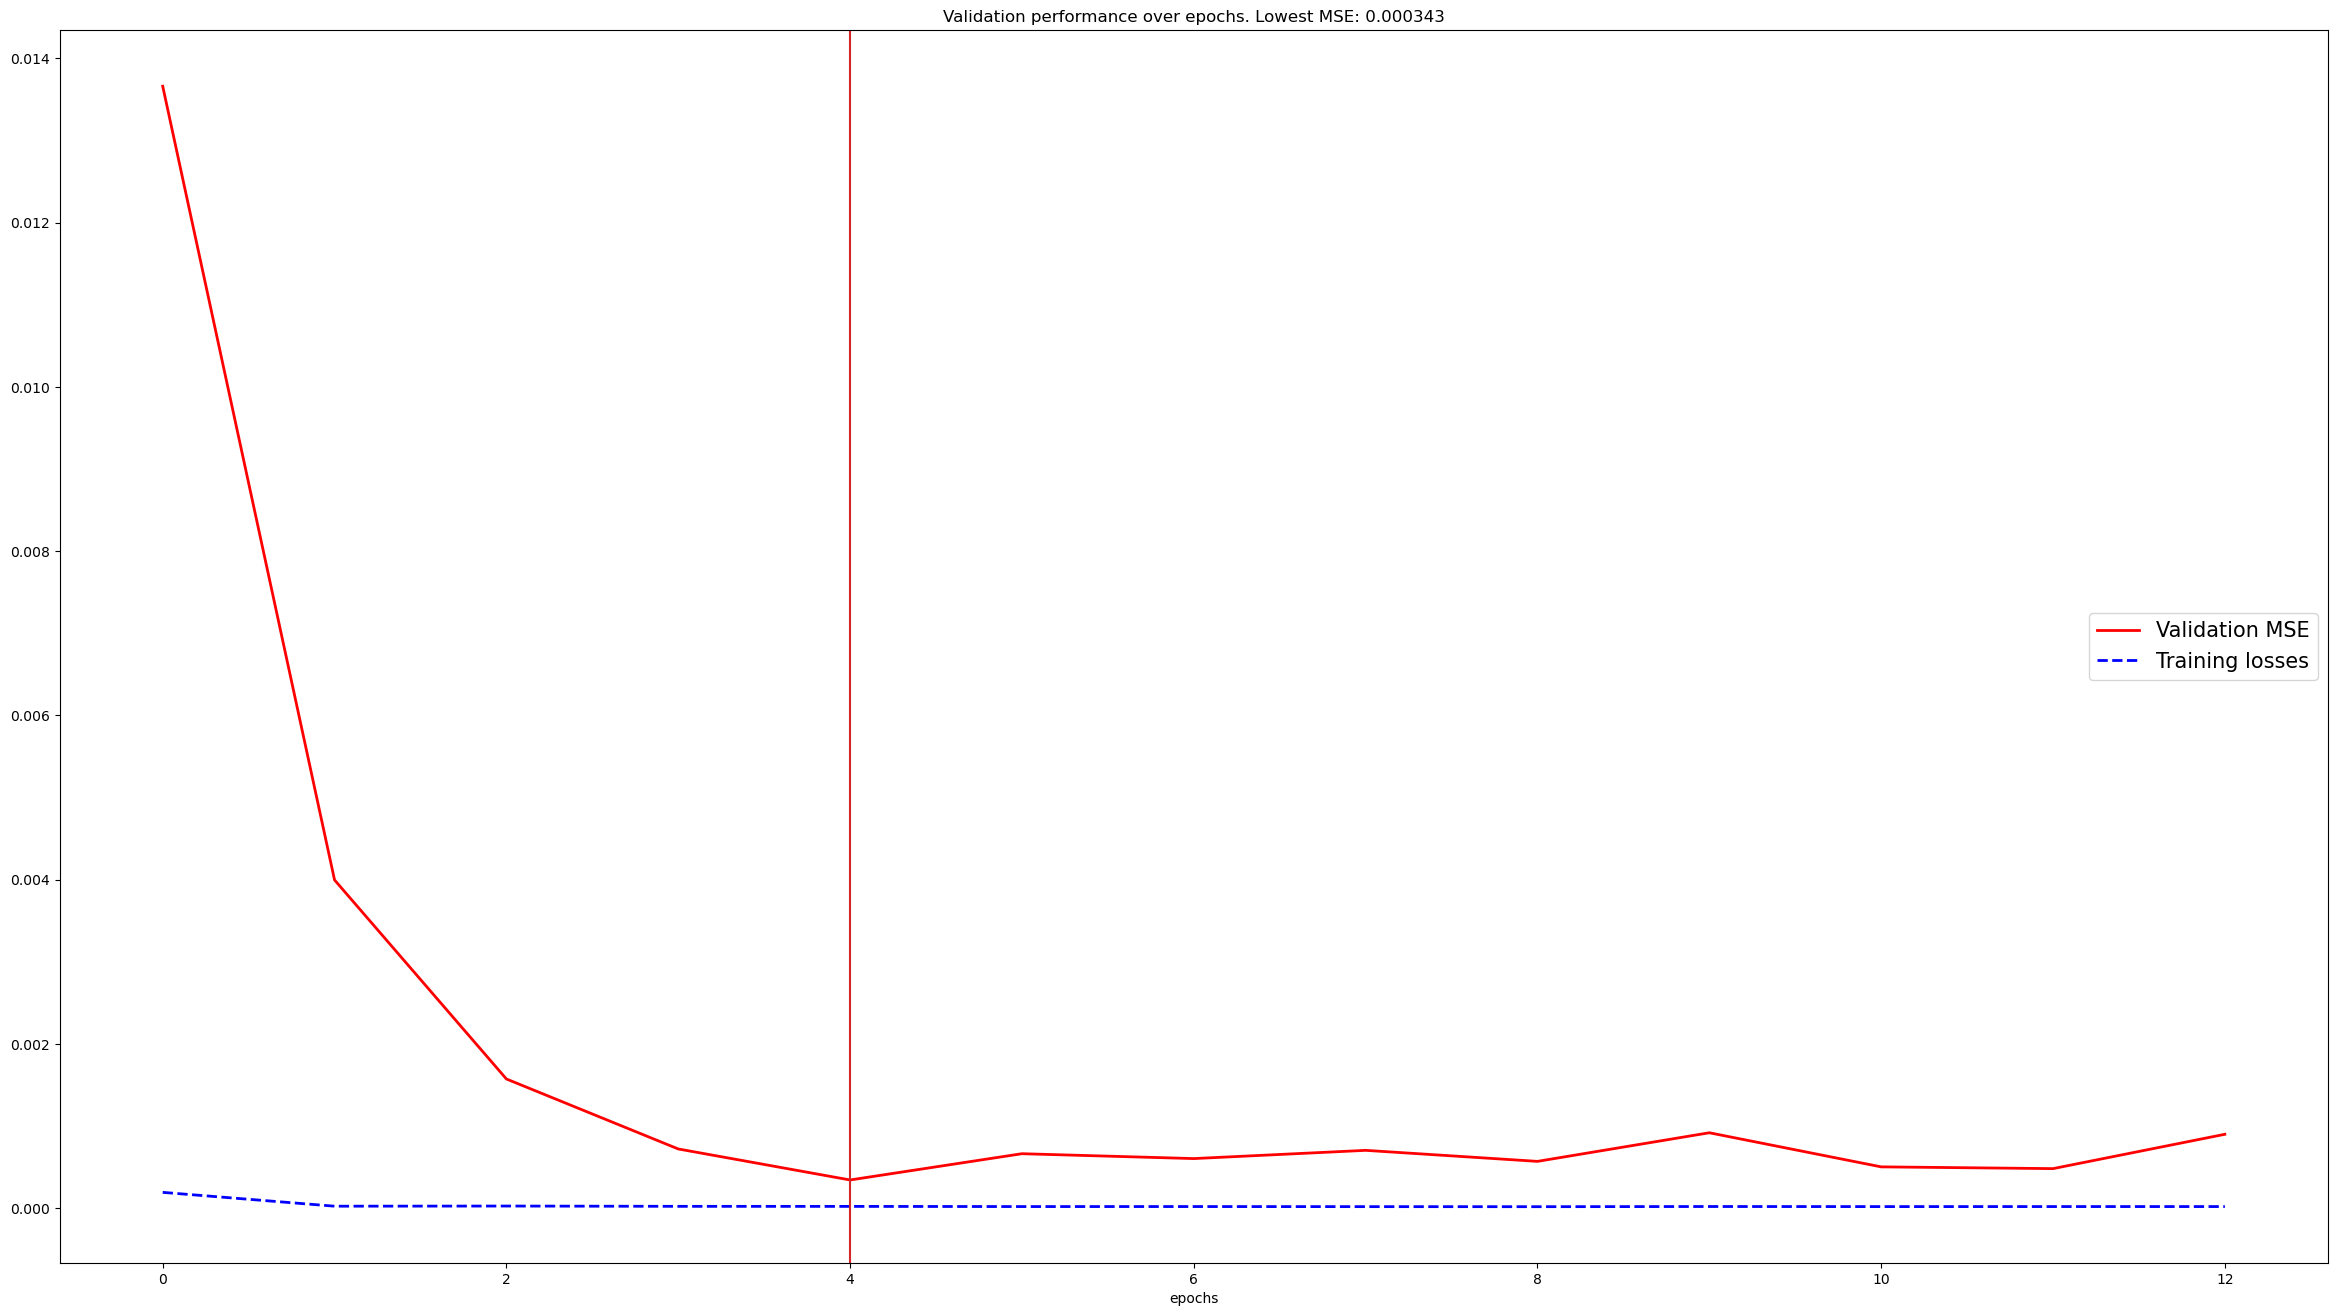 Validation performance over epochs. Lowest MSE: 0.000343
0.014
0.012
0.010
0.008
0.006
0.004
0.002
0.000
Validation MSE
Training losses
0 2 4 6 8 10 12
epochs